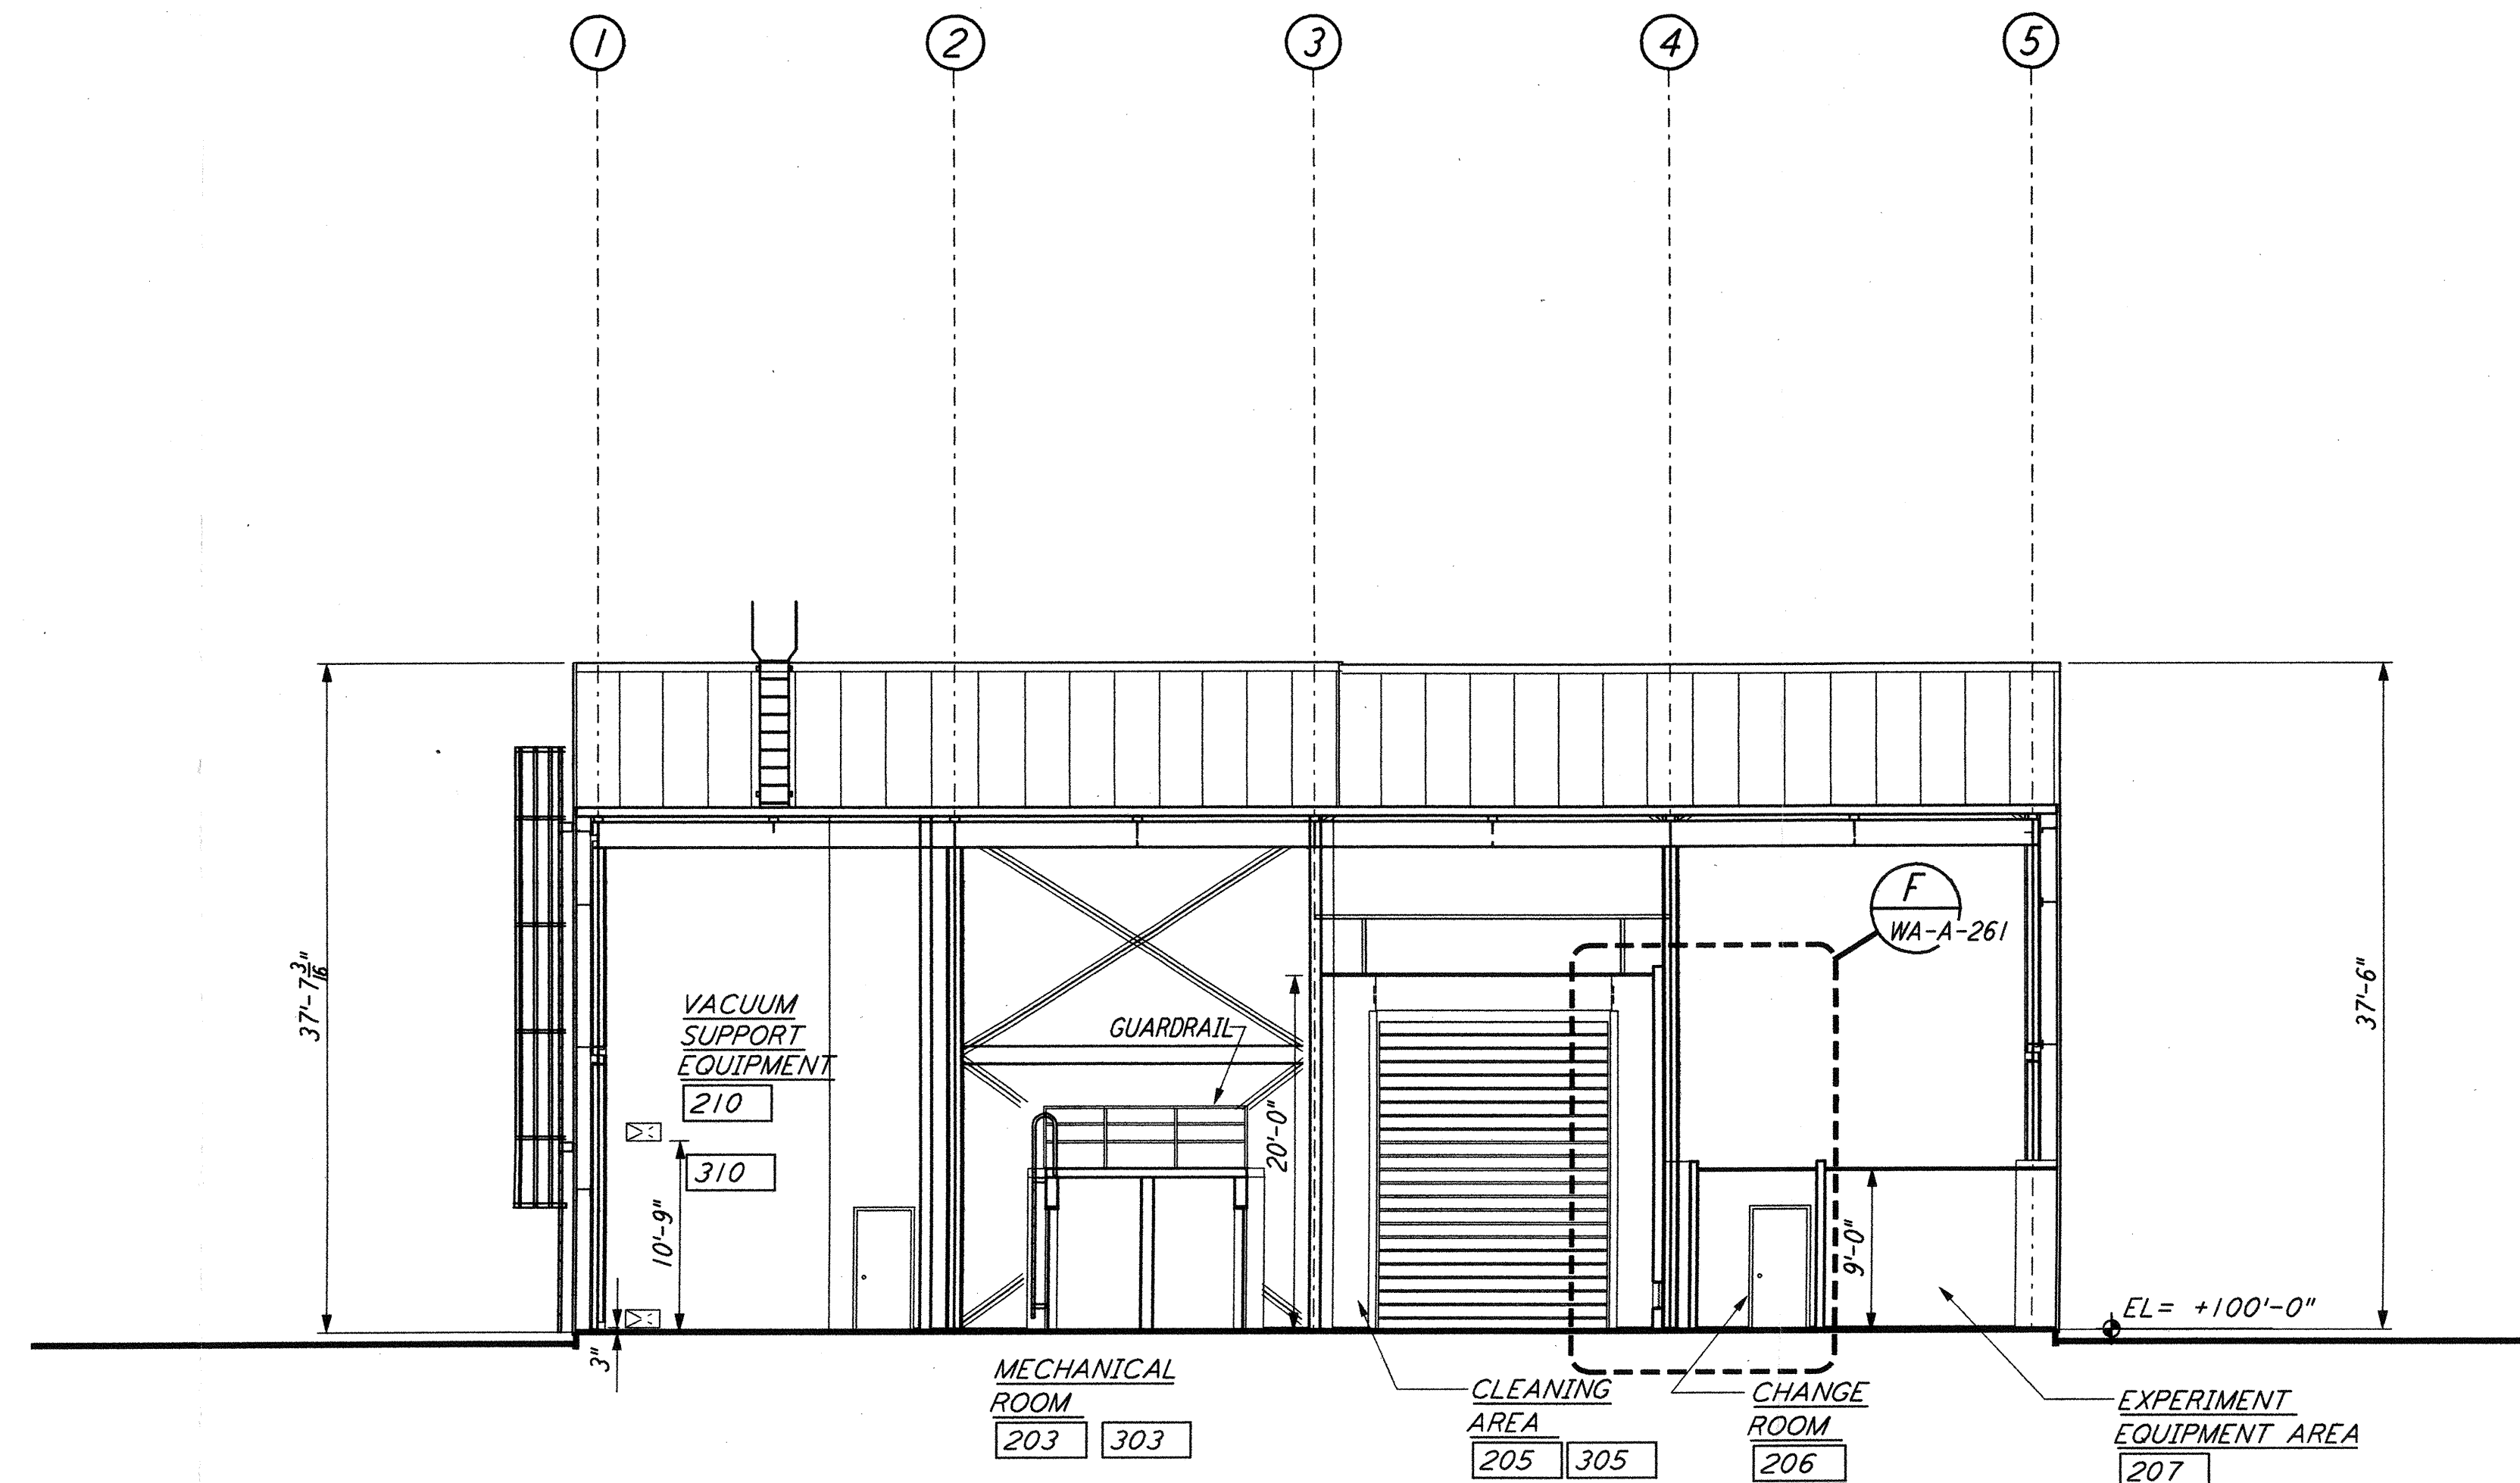 1
2
3
4
5
F
WA-A-261
37'-7 3/16"
37'-6"
VACUUM
SUPPORT
EQUIPMENT
210
310
GUARDRAIL
20'-0"
10'-9"
9'-0"
3"
EL= +100'-0"
MECHANICAL
ROOM
203 303
CLEANING
AREA
205 305
CHANGE
ROOM
206
EXPERIMENT
EQUIPMENT AREA
207